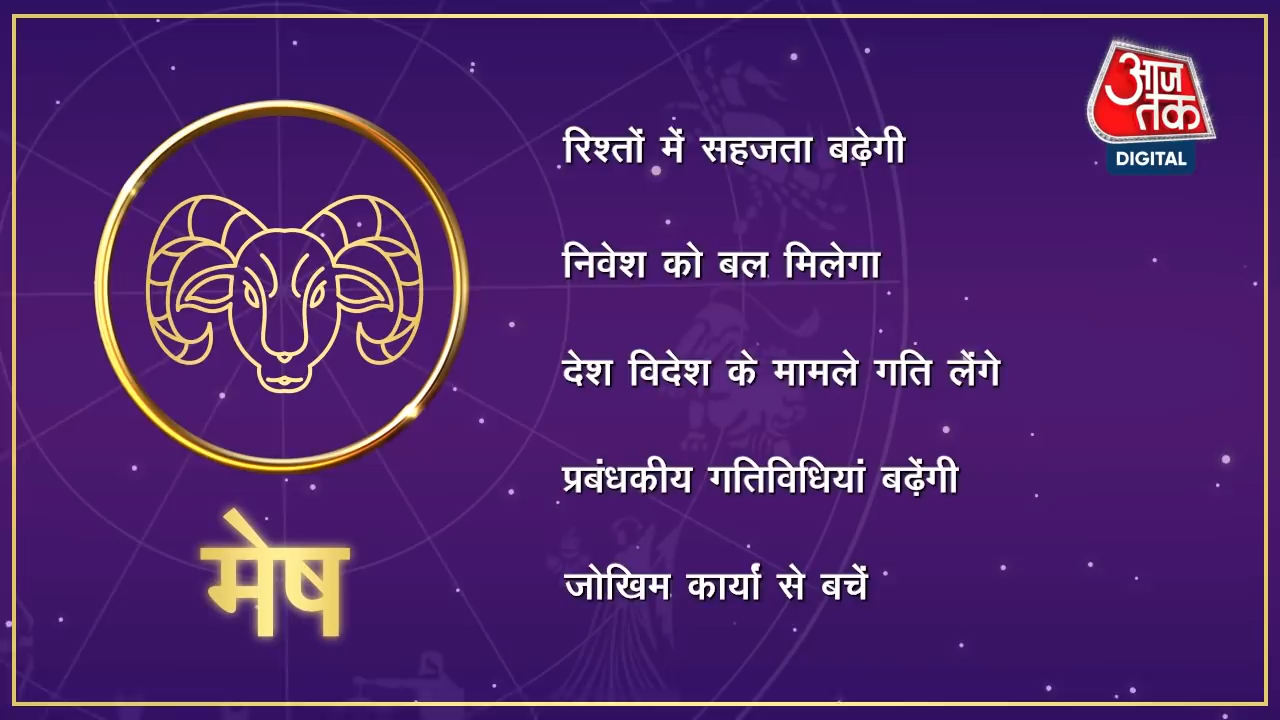 आज
तक
DIGITAL
रिश्तों में सहजता बढ़ेगी
निवेश को बल मिलेगा
देश विदेश के मामले गति लेंगे
प्रबंधकीय गतिविधियां बढ़ेंगी
जोखिम कार्यां से बचें
मेष